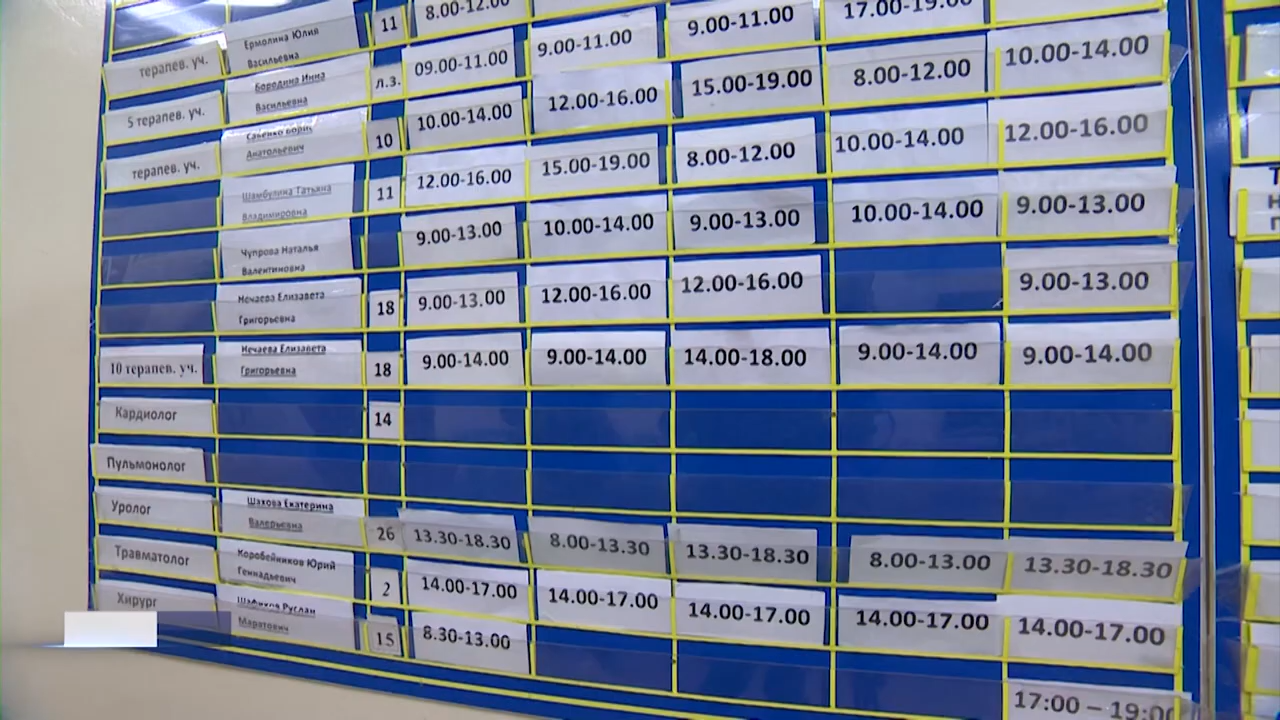 Ермолина Юлия
Васильевна
11
8.00-12.00
9.00-11.00
17.00-19.00
терапев. уч.
Бородина Инна
Васильевна
л.з.
09.00-11.00
9.00-11.00
15.00-19.00
8.00-12.00
10.00-14.00
5 терапев. уч.
Анатольевич
10
10.00-14.00
12.00-16.00
8.00-12.00
10.00-14.00
12.00-16.00
терапев. уч.
Шамбулина Татьяна
Владимировна
11
12.00-16.00
15.00-19.00
9.00-13.00
10.00-14.00
9.00-13.00
Чупрова Наталья
Валентиновна
9.00-13.00
10.00-14.00
12.00-16.00
9.00-13.00
Нечаева Елизавета
Григорьевна
18
9.00-13.00
12.00-16.00
10 терапев. уч.
Нечаева Елизавета
Григорьевна
18
9.00-14.00
9.00-14.00
14.00-18.00
9.00-14.00
9.00-14.00
Кардиолог
14
Пульмонолог
Уролог
Шахова Екатерина
Валерьевна
26
13.30-18.30
8.00-13.30
13.30-18.30
8.00-13.00
13.30-18.30
Травматолог
Коробейников Юрий
Геннадьевич
2
14.00-17.00
14.00-17.00
14.00-17.00
14.00-17.00
14.00-17.00
Хирург
Руслан
Маратович
15
8.30-13.00
17:00 – 19:00